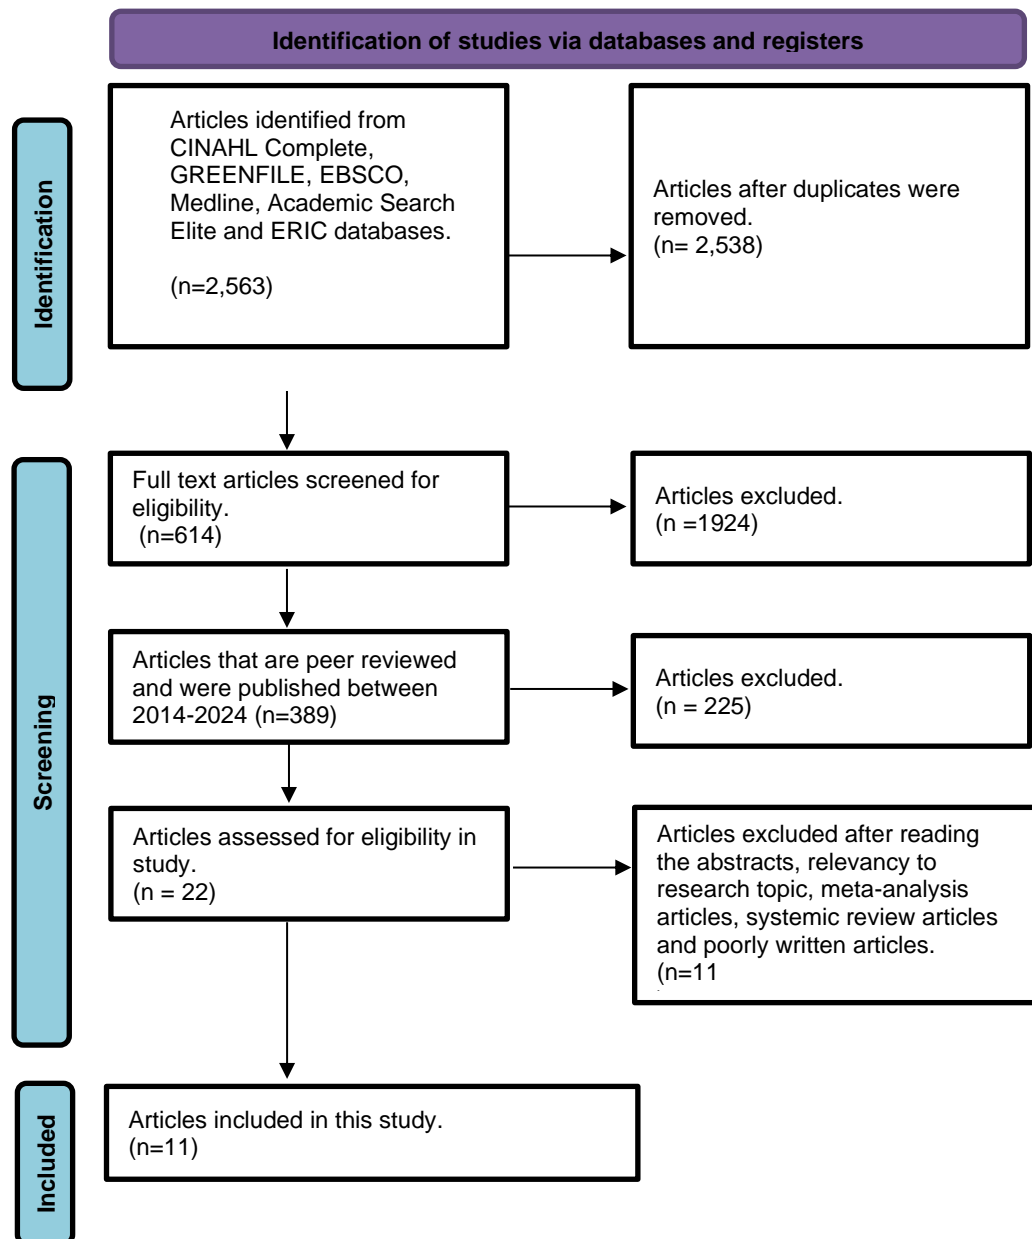 Identification of studies via databases and registers
Identification
Articles identified from
CINAHL Complete,
GREENFILE, EBSCO,
Medline, Academic Search
Elite and ERIC databases.
(n=2,563)
Articles after duplicates were
removed.
(n= 2,538)
Screening
Full text articles screened for
eligibility.
(n=614)
Articles excluded.
(n =1924)
Articles that are peer reviewed
and were published between
2014-2024 (n=389)
Articles excluded.
(n = 225)
Articles assessed for eligibility in
study.
(n = 22)
Articles excluded after reading
the abstracts, relevancy to
research topic, meta-analysis
articles, systemic review articles
and poorly written articles.
(n=11
Included
Articles included in this study.
(n=11)